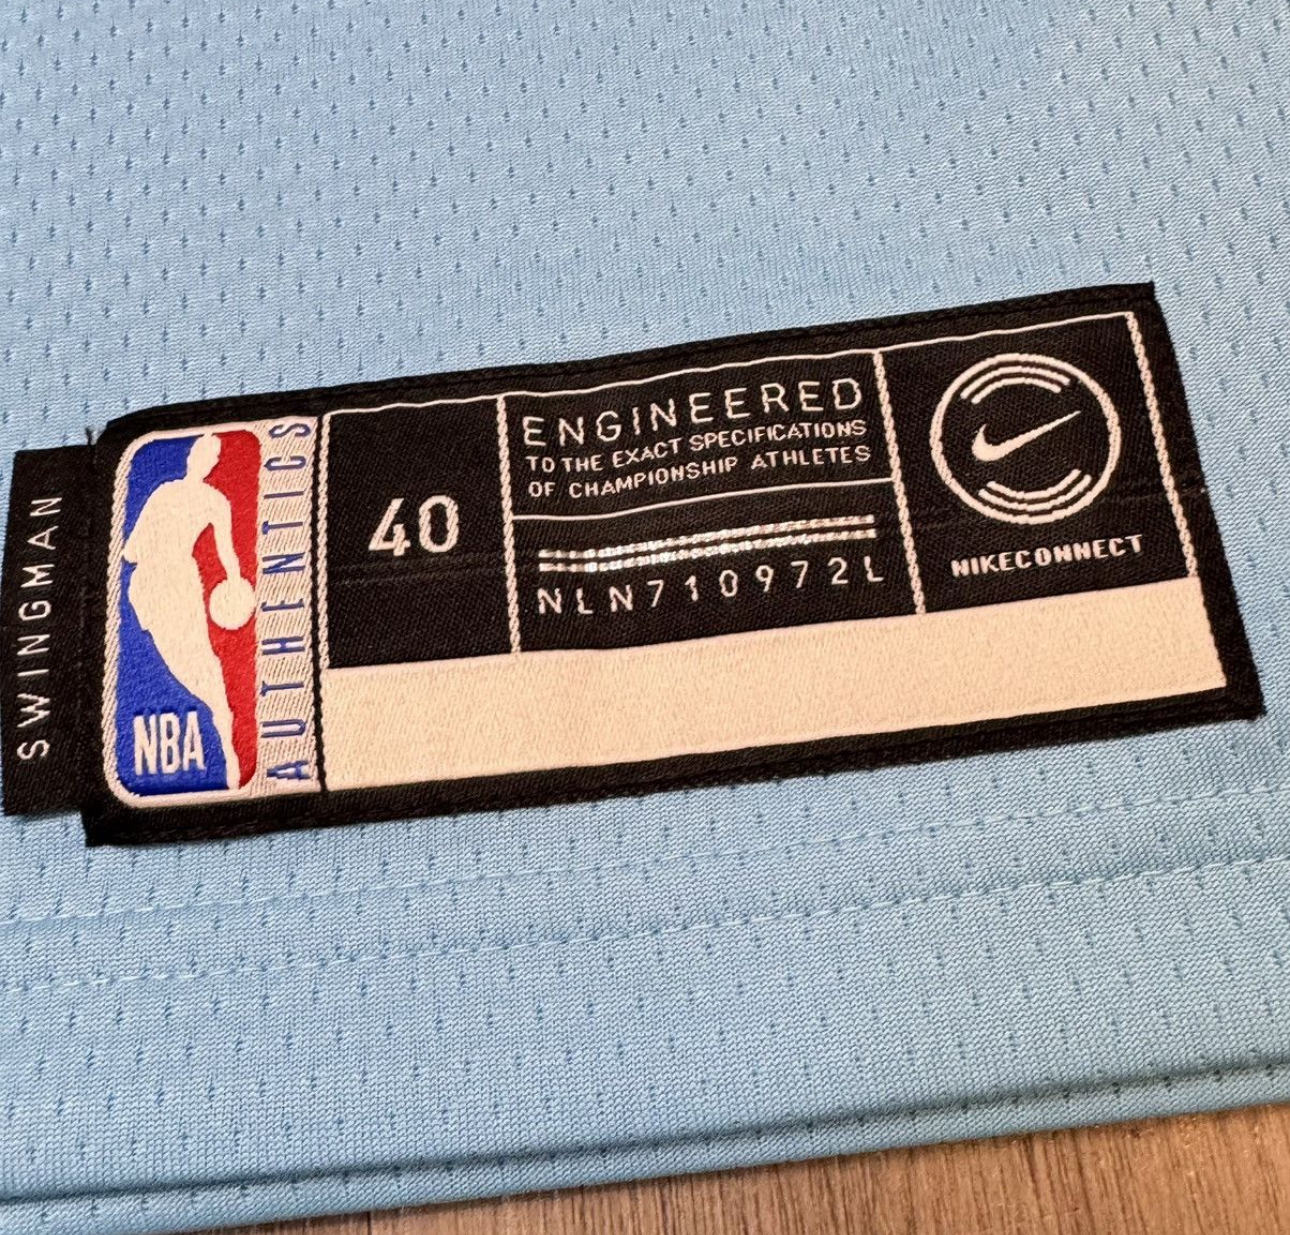 SWINGMAN
NBA
AUTHENTICS
40
ENGINEERED
TO THE EXACT SPECIFICATIONS
OF CHAMPIONSHIP ATHLETES
NLN710972L
NIKECONNECT